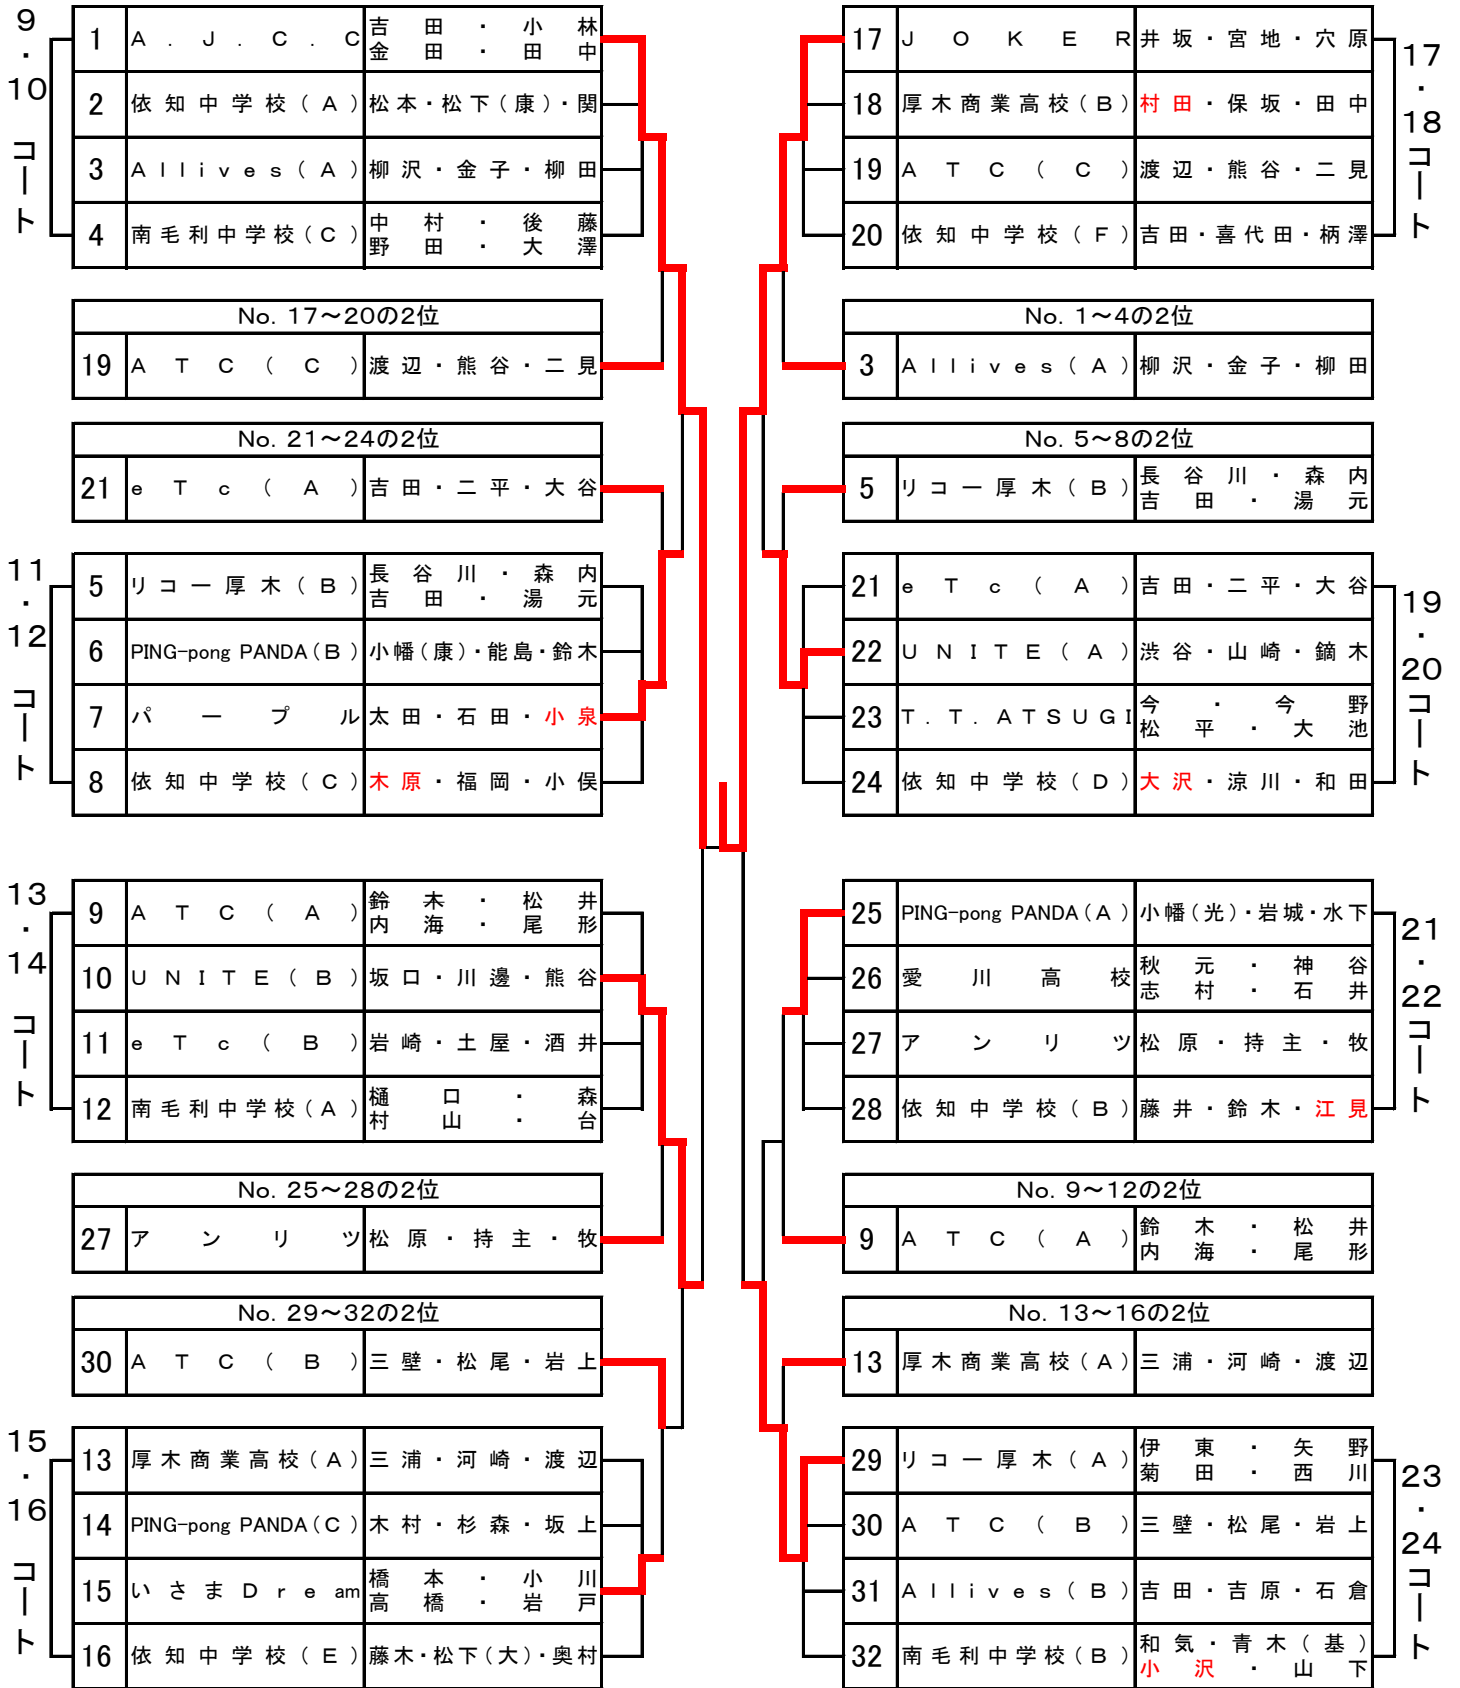 9・10コート
1 A.J.C.C 吉田・小林
金田・田中
2 依知中学校(A) 松本・松下(康)・関
3 Allives(A) 柳沢・金子・柳田
4 南毛利中学校(C) 中村・後藤
野田・大澤
No. 17～20の2位
19 ATC(C) 渡辺・熊谷・二見
No. 21～24の2位
21 eTc(A) 吉田・二平・大谷
11・12コート
5 リコー厚木(B) 長谷川・森内
吉田・湯元
6 PING-pong PANDA(B) 小幡(康)・能島・鈴木
7 パープル 太田・石田・小泉
8 依知中学校(C) 木原・福岡・小俣
13・14コート
9 ATC(A) 鈴木・松井
内海・尾形
10 UNITE(B) 坂口・川邊・熊谷
11 eTc(B) 岩崎・土屋・酒井
12 南毛利中学校(A) 樋口・森
村山・台
No. 25～28の2位
27 アンリツ 松原・持主・牧
No. 29～32の2位
30 ATC(B) 三壁・松尾・岩上
15・16コート
13 厚木商業高校(A) 三浦・河崎・渡辺
14 PING-pong PANDA(C) 木村・杉森・坂上
15 いさまDream 橋本・小川
高橋・岩戸
16 依知中学校(E) 藤木・松下(大)・奥村
17・18コート
17 JOKER 井坂・宮地・穴原
18 厚木商業高校(B) 村田・保坂・田中
19 ATC(C) 渡辺・熊谷・二見
20 依知中学校(F) 吉田・喜代田・柄澤
No. 1～4の2位
3 Allives(A) 柳沢・金子・柳田
No. 5～8の2位
5 リコー厚木(B) 長谷川・森内
吉田・湯元
19・20コート
21 eTc(A) 吉田・二平・大谷
22 UNITE(A) 渋谷・山崎・鏑木
23 T.T.ATSUGI 今・今野
松平・大池
24 依知中学校(D) 大沢・涼川・和田
21・22コート
25 PING-pong PANDA(A) 小幡(光)・岩城・水下
26 愛川高校 秋元・神谷
志村・石井
27 アンリツ 松原・持主・牧
28 依知中学校(B) 藤井・鈴木・江見
No. 9～12の2位
9 ATC(A) 鈴木・松井
内海・尾形
No. 13～16の2位
13 厚木商業高校(A) 三浦・河崎・渡辺
23・24コート
29 リコー厚木(A) 伊東・矢野
菊田・西川
30 ATC(B) 三壁・松尾・岩上
31 Allives(B) 吉田・吉原・石倉
32 南毛利中学校(B) 和気・青木(基)
小沢・山下